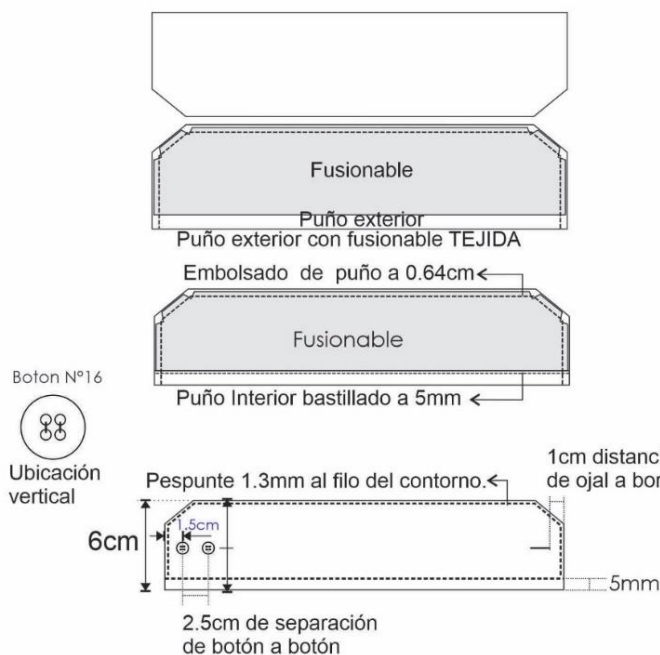 Fusionable
Puño exterior
Puño exterior con fusionable TEJIDA
Embolsado de puño a 0.64cm
Fusionable
Boton Nº16
Puño Interior bastillado a 5mm
Ubicación
vertical
1cm distanc
de ojal a bor
Pespunte 1.3mm al filo del contorno.
1.5cm
6cm
5mm
2.5cm de separación
de botón a botón